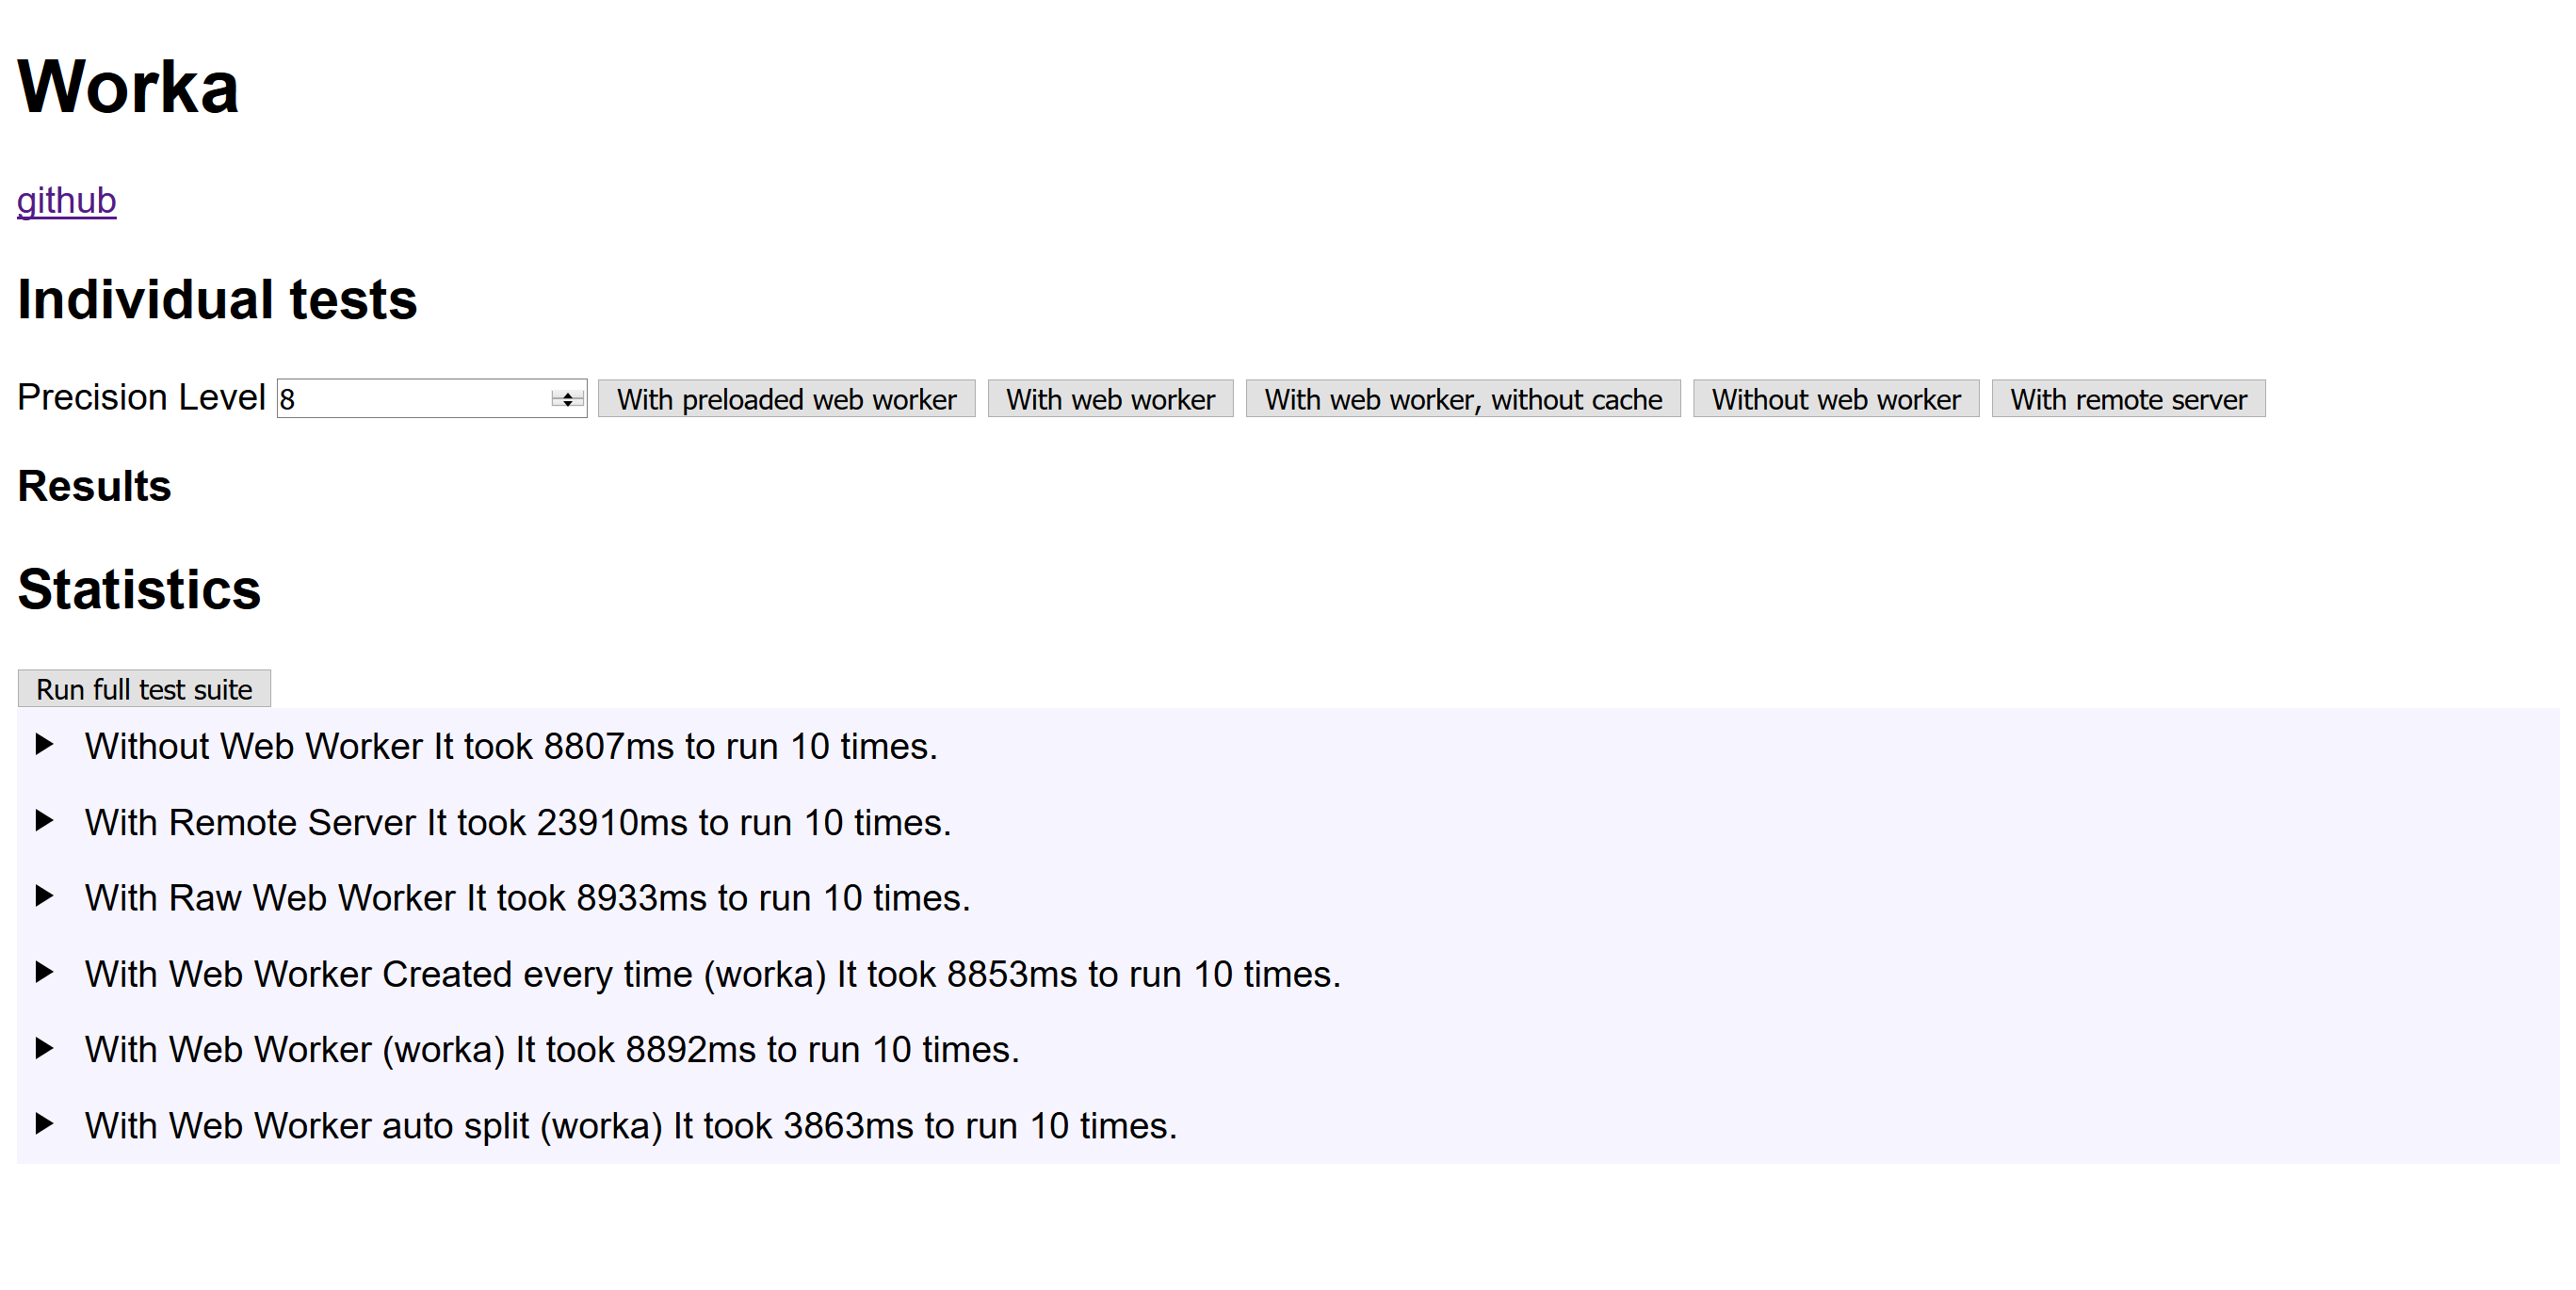 Worka
github
Individual tests
Precision Level 8 With preloaded web worker With web worker With web worker, without cache Without web worker With remote server
Results
Statistics
Run full test suite
Without Web Worker It took 8807ms to run 10 times.
With Remote Server It took 23910ms to run 10 times.
With Raw Web Worker It took 8933ms to run 10 times.
With Web Worker Created every time (worka) It took 8853ms to run 10 times.
With Web Worker (worka) It took 8892ms to run 10 times.
With Web Worker auto split (worka) It took 3863ms to run 10 times.